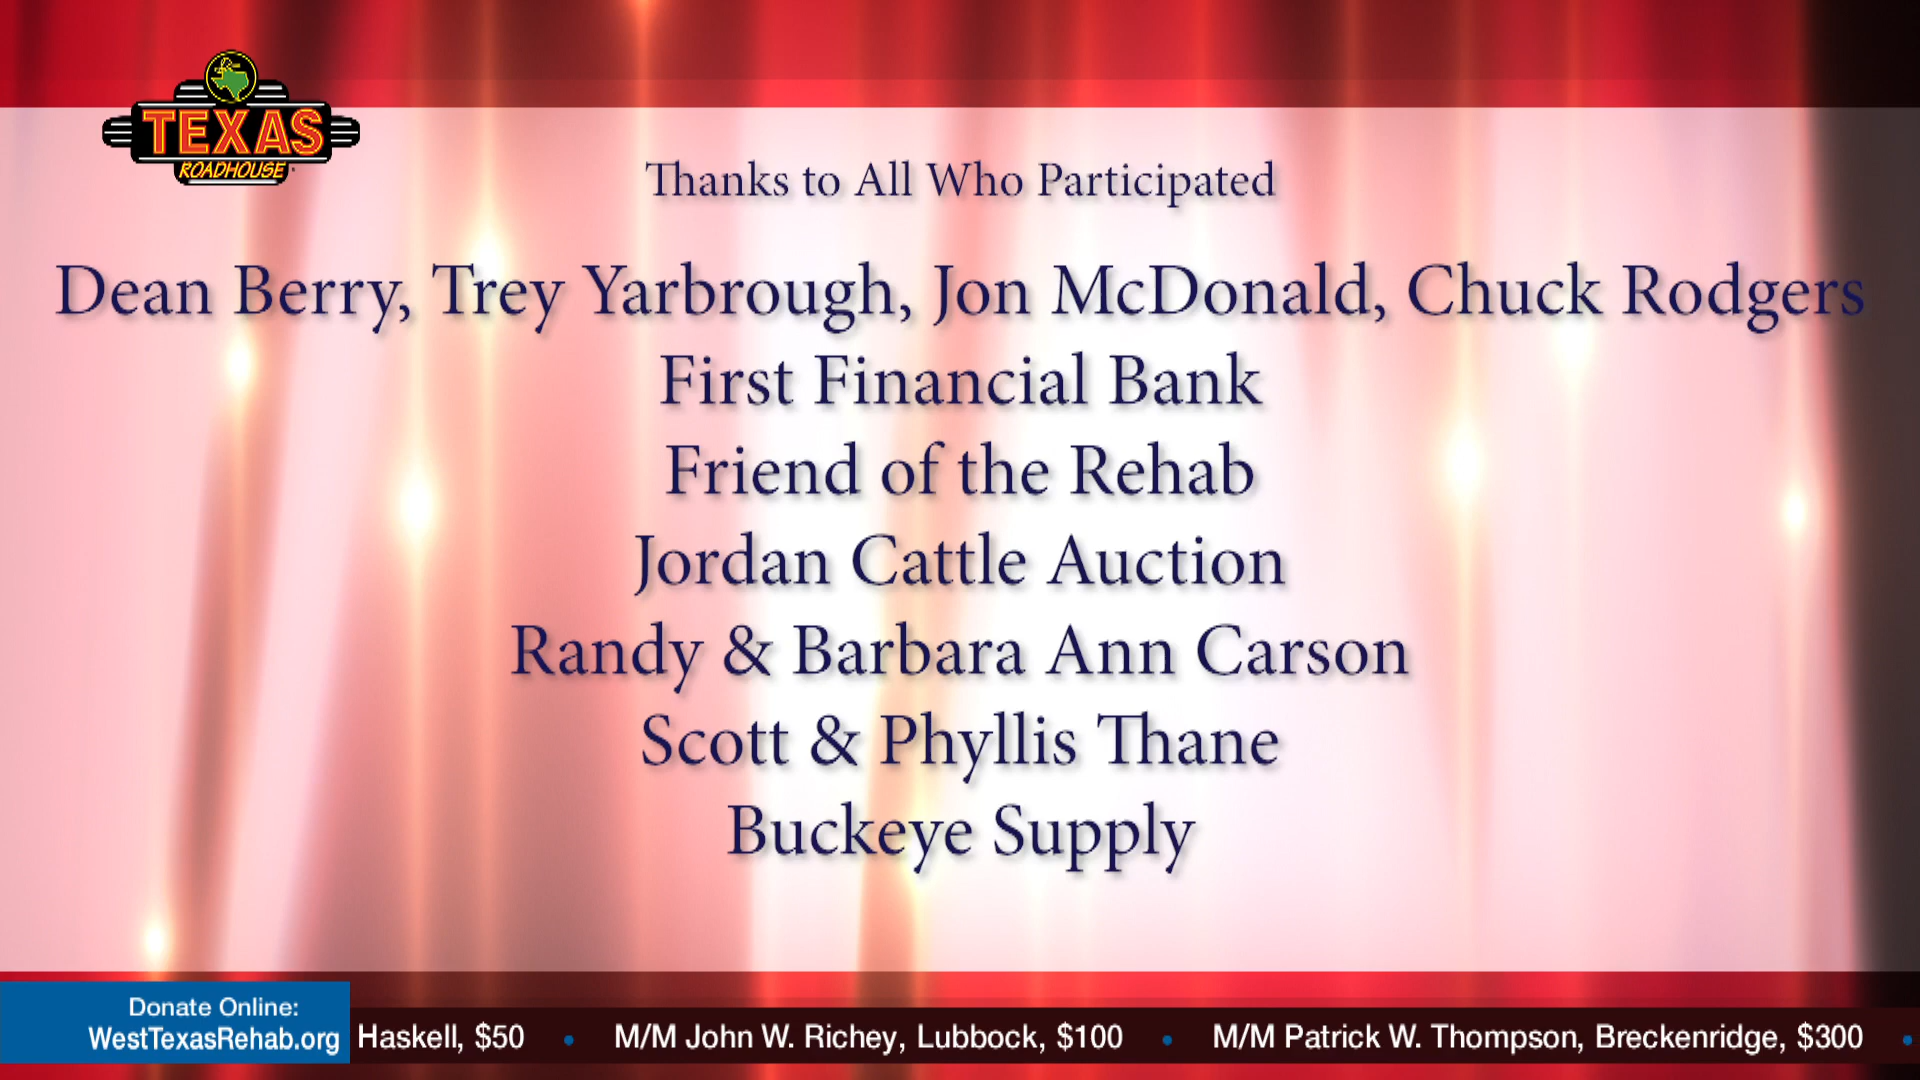 TEXAS
ROADHOUSE
Thanks to All Who Participated
Dean Berry, Trey Yarbrough, Jon McDonald, Chuck Rodgers
First Financial Bank
Friend of the Rehab
Jordan Cattle Auction
Randy & Barbara Ann Carson
Scott & Phyllis Thane
Buckeye Supply
Donate Online:
WestTexasRehab.org
Haskell, $50 • M/M John W. Richey, Lubbock, $100 • M/M Patrick W. Thompson, Breckenridge, $300 •